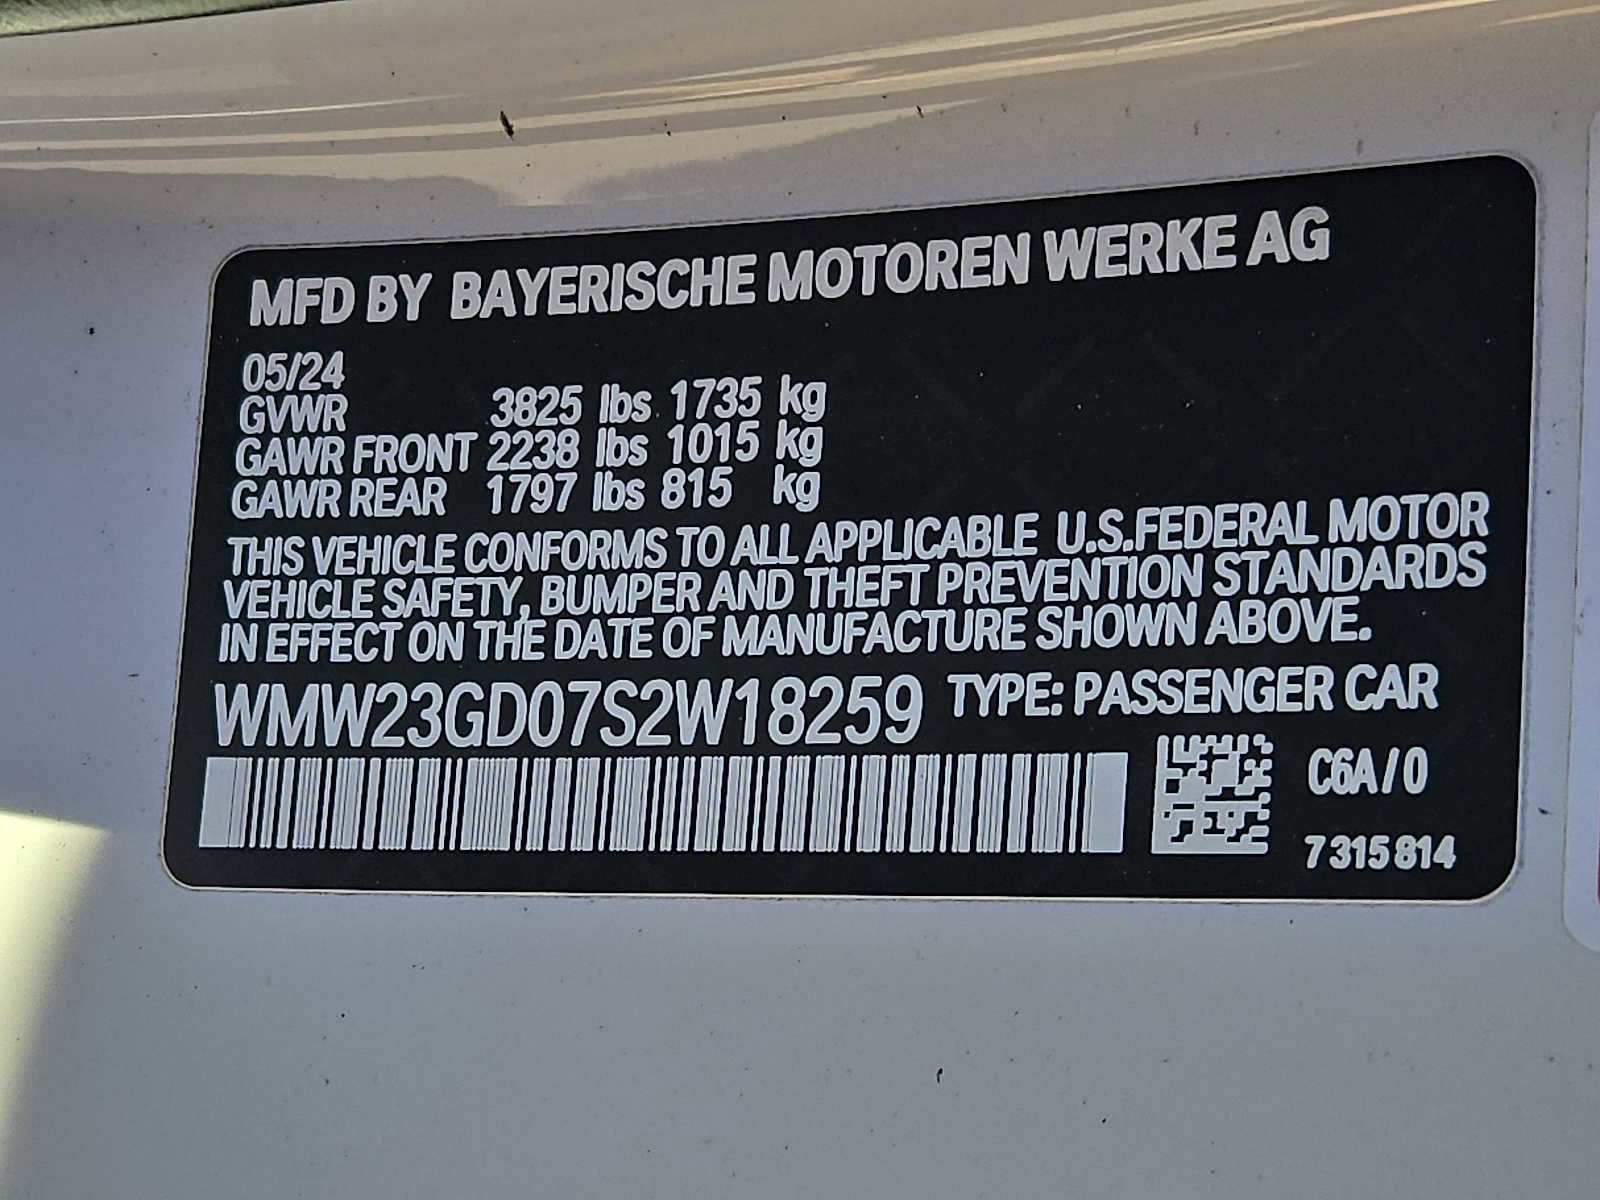 MFD BY BAYERISCHE MOTOREN WERKE AG
05/24
GVWR 3825 lbs 1735 kg
GAWR FRONT 2238 lbs 1015 kg
GAWR REAR 1797 lbs 815 kg
THIS VEHICLE CONFORMS TO ALL APPLICABLE U.S.FEDERAL MOTOR
VEHICLE SAFETY, BUMPER AND THEFT PREVENTION STANDARDS
IN EFFECT ON THE DATE OF MANUFACTURE SHOWN ABOVE.
WMW23GD07S2W18259 TYPE: PASSENGER CAR
C6A/0
7315814